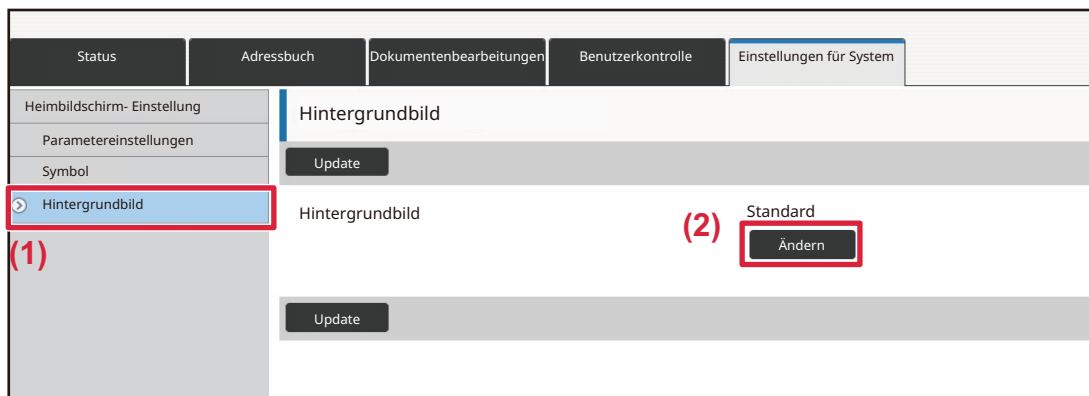 Status Adressbuch Dokumentenbearbeitungen Benutzerkontrolle Einstellungen für System
Heimbildschirm- Einstellung
Parametereinstellungen
Symbol
Hintergrundbild
(1)
Hintergrundbild
Update
Hintergrundbild
Standard
(2)
Ändern
Update